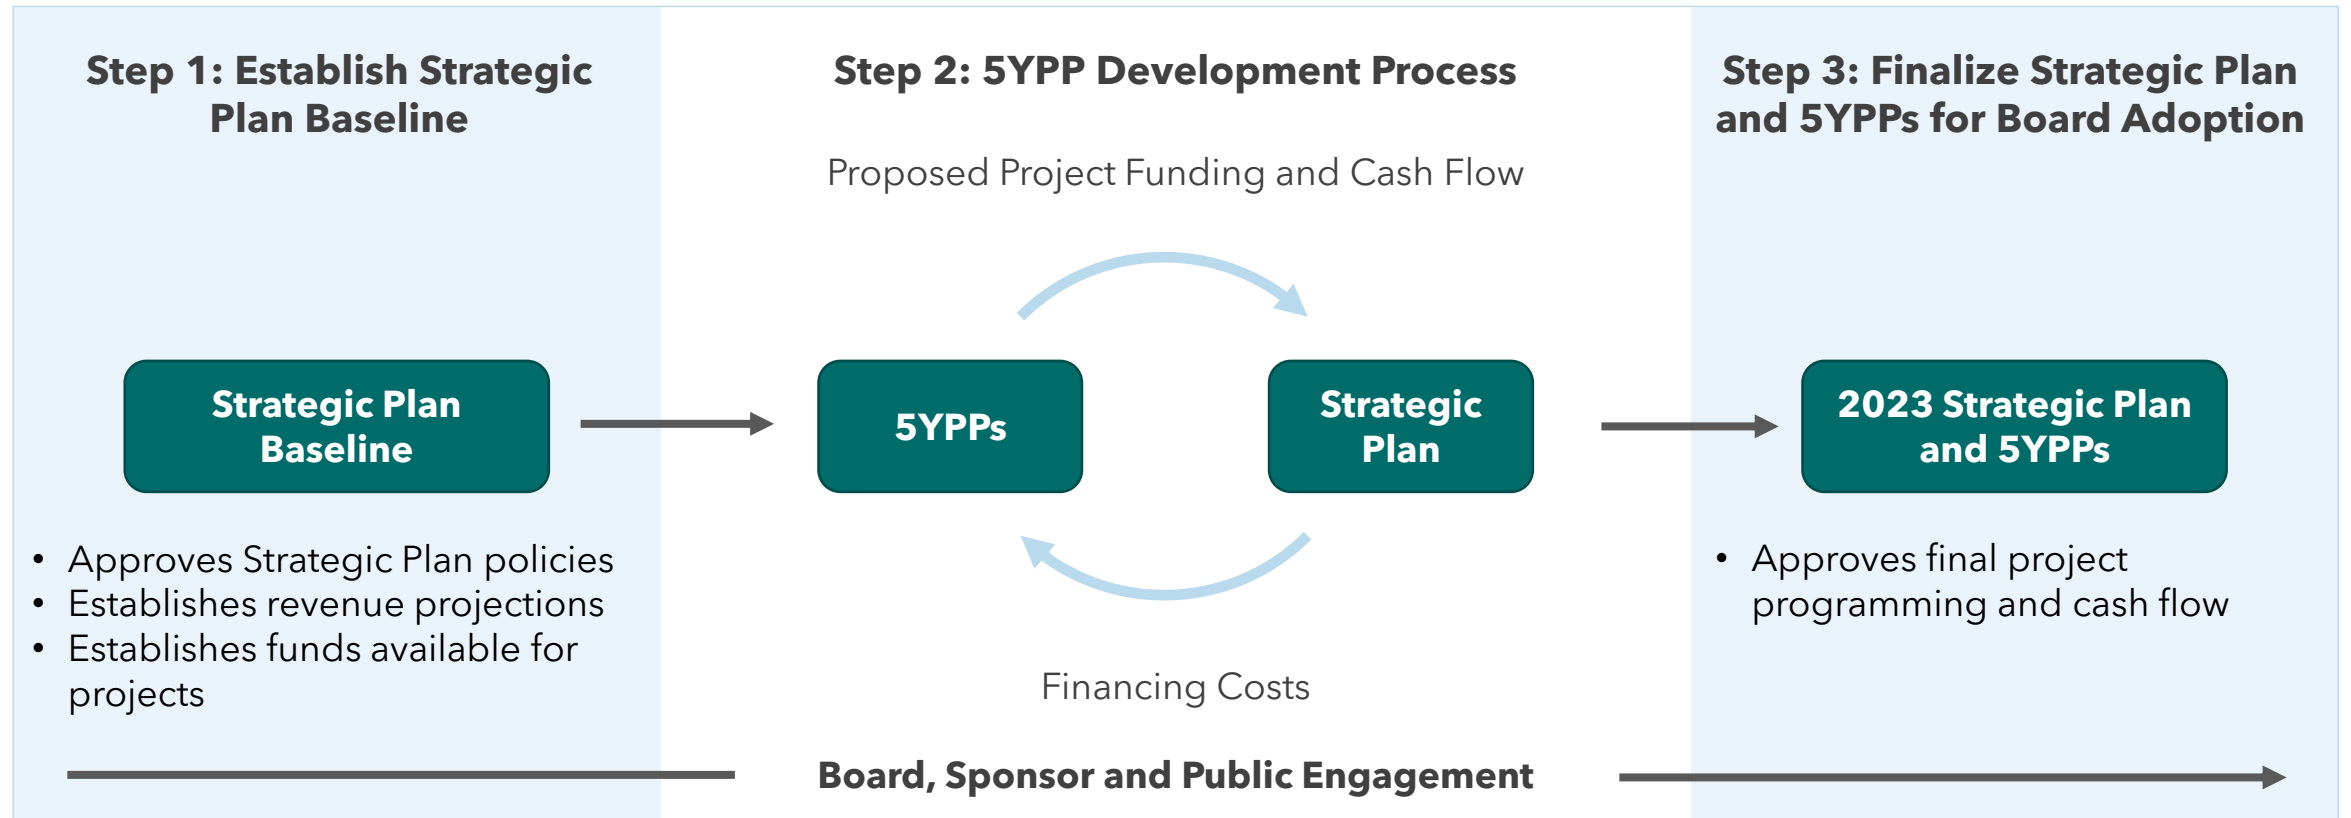 Step 1: Establish Strategic
Plan Baseline
Strategic Plan
Baseline
• Approves Strategic Plan policies
• Establishes revenue projections
• Establishes funds available for
projects
Step 2: 5YPP Development Process
Proposed Project Funding and Cash Flow
5YPPs
Strategic
Plan
Financing Costs
Step 3: Finalize Strategic Plan
and 5YPPs for Board Adoption
2023 Strategic Plan
and 5YPPs
• Approves final project
programming and cash flow
Board, Sponsor and Public Engagement